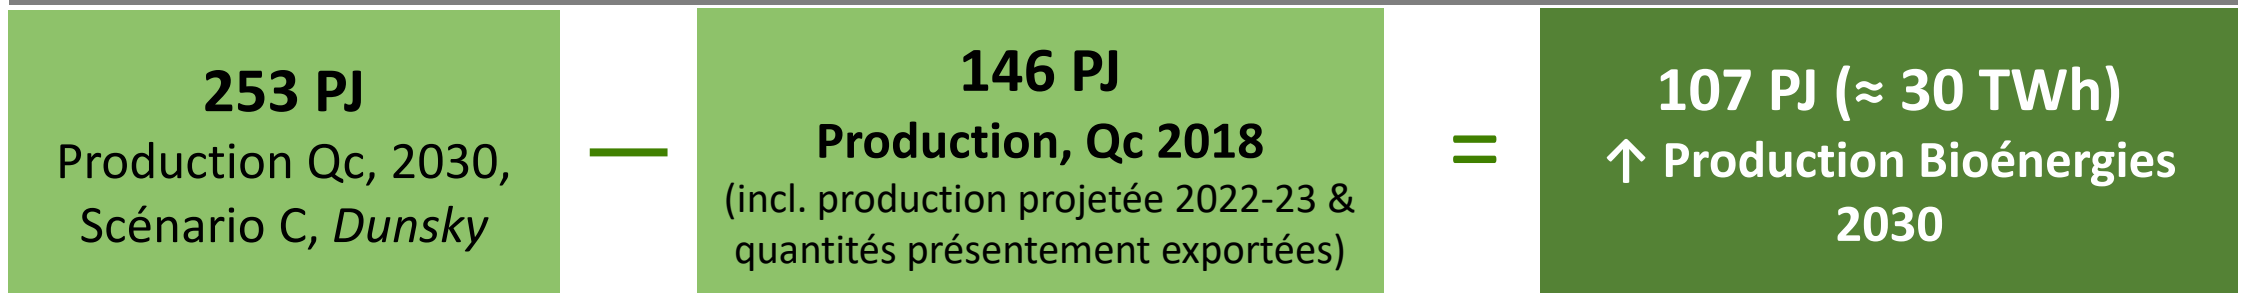 253 PJ
Production Qc, 2030,
Scénario C, Dunsky
—
146 PJ
Production, Qc 2018
(incl. production projetée 2022-23 &
quantités présentement exportées)
=
107 PJ (≈ 30 TWh)
↑ Production Bioénergies
2030